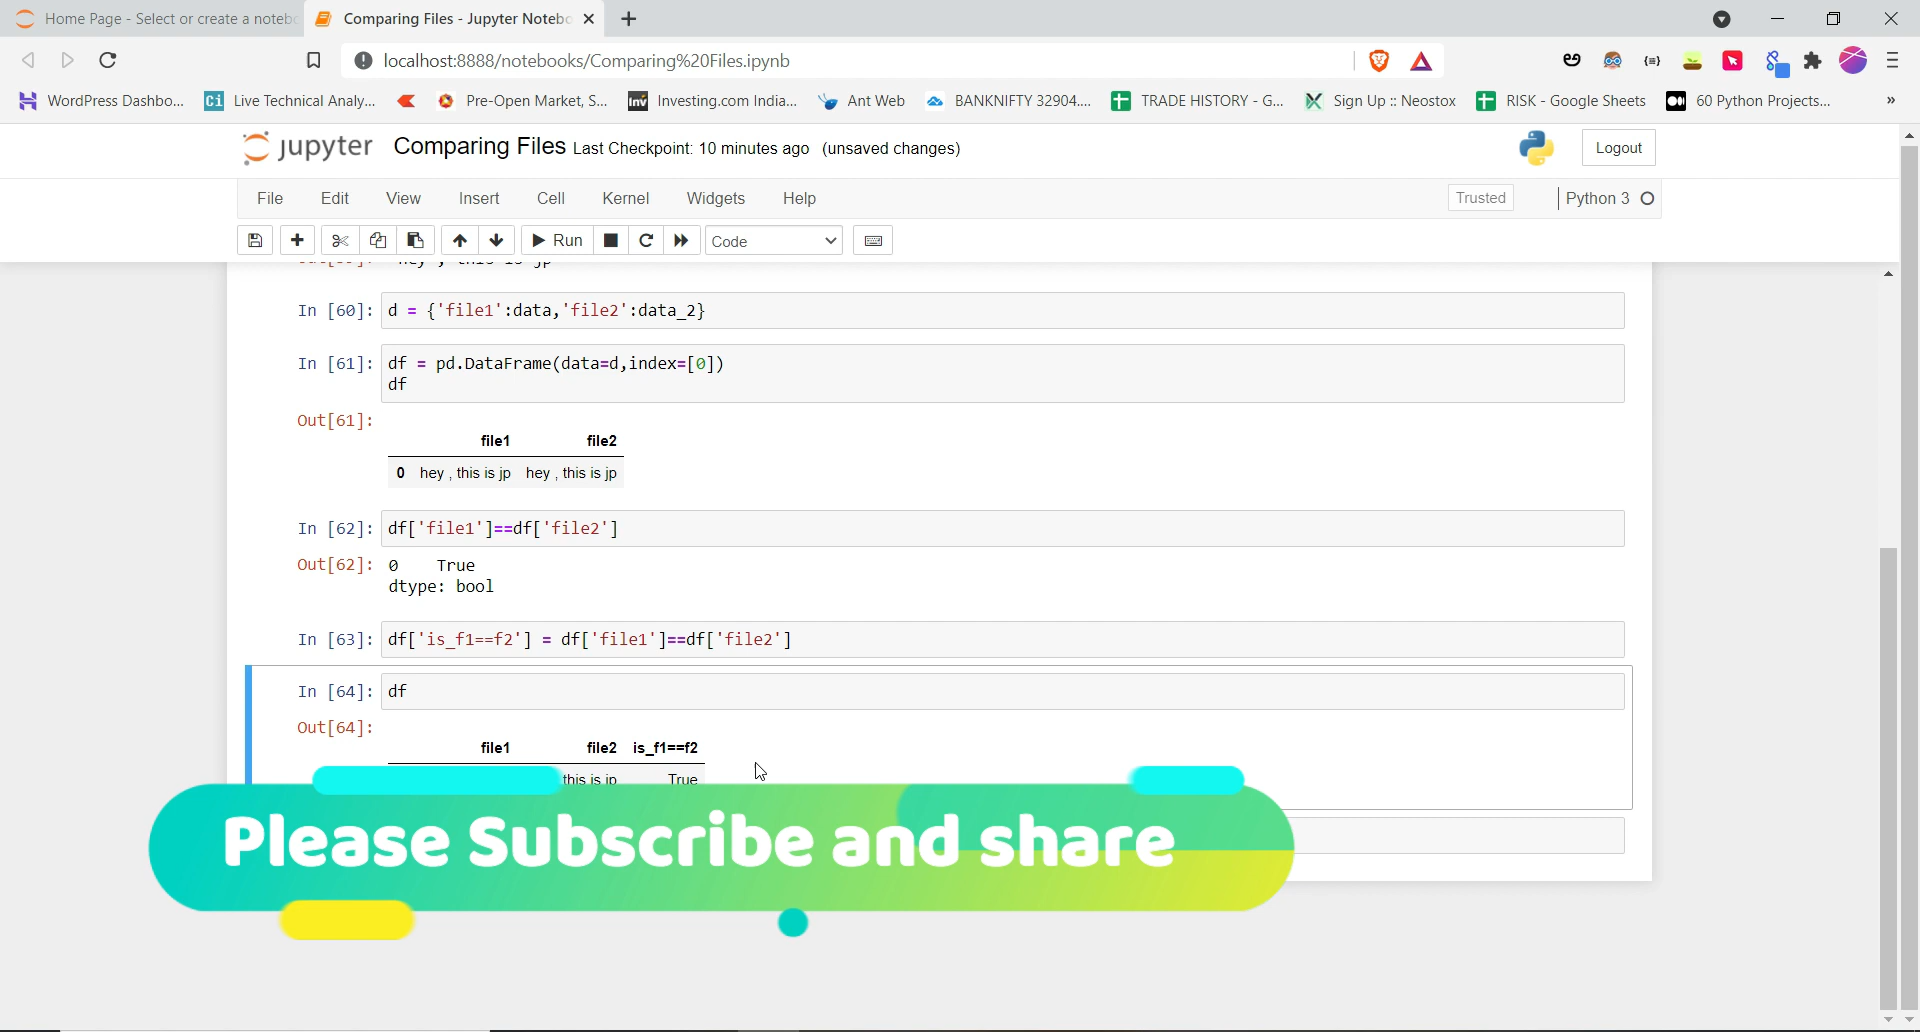 Home Page - Select or create a noteb
Comparing Files - Jupyter Notebo
localhost:8888/notebooks/Comparing%20Files.ipynb
WordPress Dashbo...
Ci Live Technical Analy...
Pre-Open Market, S...
Inv Investing.com India...
Ant Web
BANKNIFTY 32904....
TRADE HISTORY - G...
Sign Up :: Neostox
RISK - Google Sheets
60 Python Projects...
»
jupyter Comparing Files Last Checkpoint: 10 minutes ago (unsaved changes)
Logout
File Edit View Insert Cell Kernel Widgets Help
Trusted
Python 3
Run
Code
In [60]: d = {'file1':data,'file2':data_2}
In [61]: df = pd.DataFrame(data=d,index=[0])
df
Out[61]:
file1 file2
0 hey , this is jp hey , this is jp
In [62]: df['file1']==df['file2']
Out[62]: 0 True
dtype: bool
In [63]: df['is_f1==f2'] = df['file1']==df['file2']
In [64]: df
Out[64]:
file1 file2 is_f1==f2
this is jp True
Please Subscribe and share